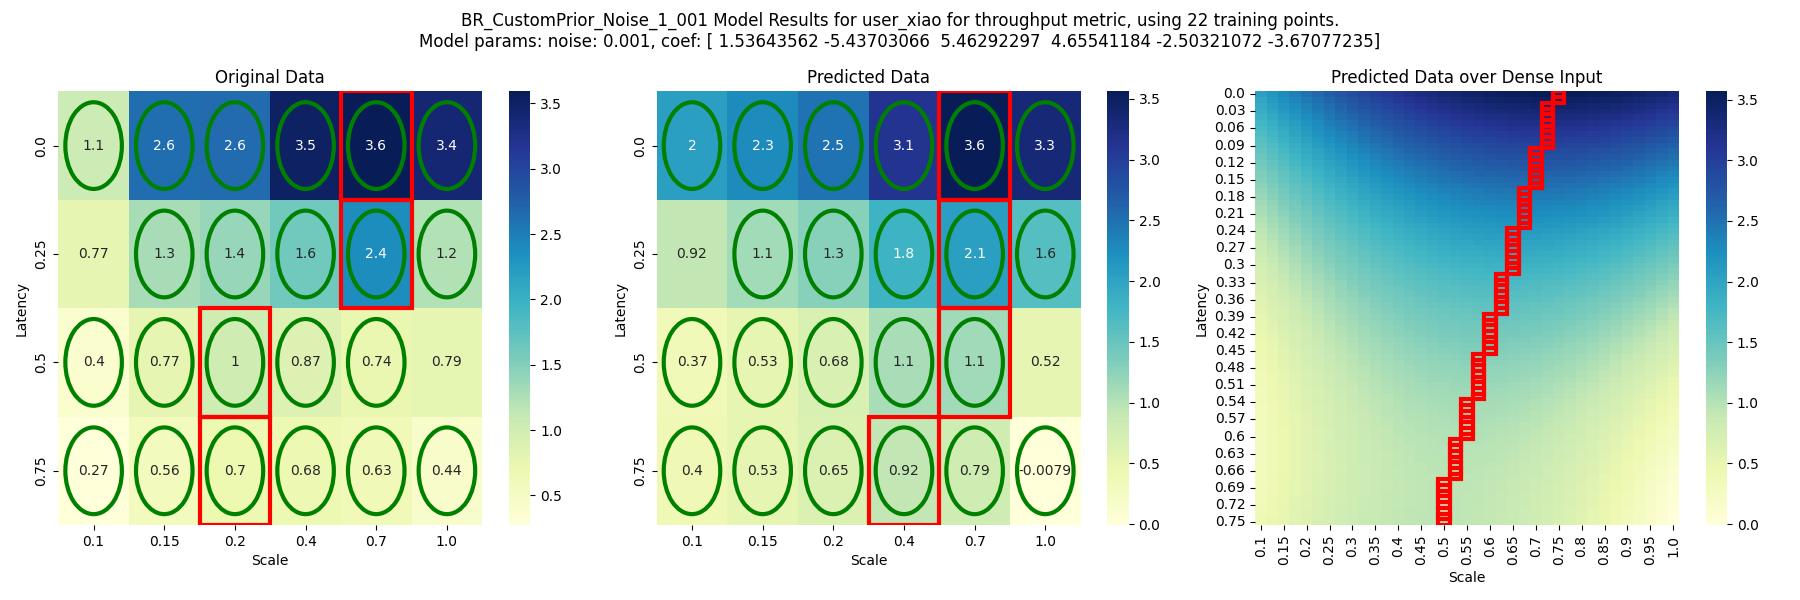 BR_CustomPrior_Noise_1_001 Model Results for user_xiao for throughput metric, using 22 training points.
Model params: noise: 0.001, coef: [ 1.53643562 -5.43703066  5.46292297  4.65541184 -2.50321072 -3.67077235]
Original Data
Latency
0.0
0.25
0.5
0.75
1.1 2.6 2.6 3.5 3.6 3.4
0.77 1.3 1.4 1.6 2.4 1.2
0.4 0.77 1 0.87 0.74 0.79
0.27 0.56 0.7 0.68 0.63 0.44
0.1 0.15 0.2 0.4 0.7 1.0
Scale
3.5
3.0
2.5
2.0
1.5
1.0
0.5
Predicted Data
Latency
0.0
0.25
0.5
0.75
2 2.3 2.5 3.1 3.6 3.3
0.92 1.1 1.3 1.8 2.1 1.6
0.37 0.53 0.68 1.1 1.1 0.52
0.4 0.53 0.65 0.92 0.79 -0.0079
0.1 0.15 0.2 0.4 0.7 1.0
Scale
3.5
3.0
2.5
2.0
1.5
1.0
0.5
0.0
Predicted Data over Dense Input
Latency
0.0
0.03
0.06
0.09
0.12
0.15
0.18
0.21
0.24
0.27
0.3
0.33
0.36
0.39
0.42
0.45
0.48
0.51
0.54
0.57
0.6
0.63
0.66
0.69
0.72
0.75
0.1 0.15 0.2 0.25 0.3 0.35 0.4 0.45 0.5 0.55 0.6 0.65 0.7 0.75 0.8 0.85 0.9 0.95 1.0
Scale
3.5
3.0
2.5
2.0
1.5
1.0
0.5
0.0